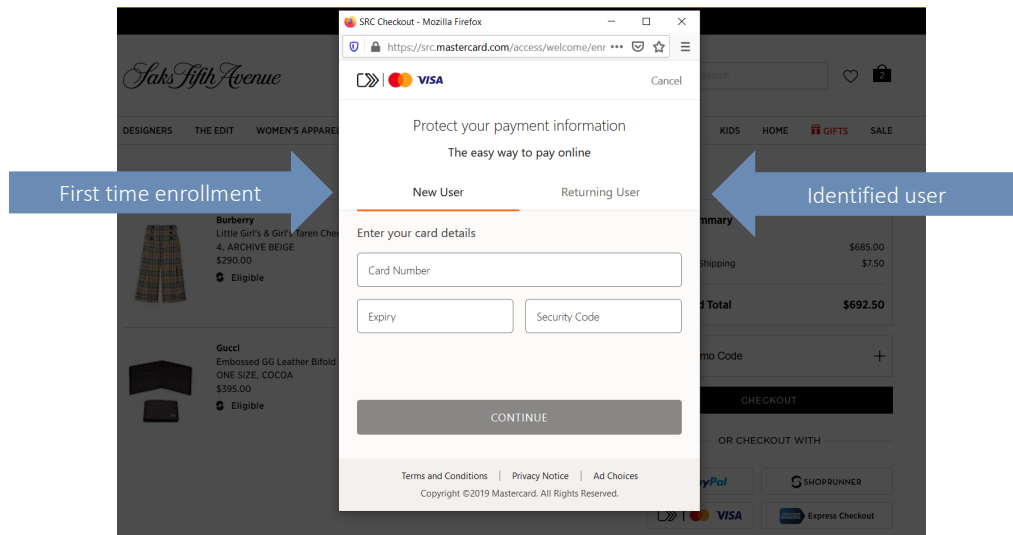 SRC Checkout - Mozilla Firefox
https://src.mastercard.com/access/welcome/enr
Saks Fifth Avenue
VISA
Cancel
Search
2
DESIGNERS
THE EDIT
WOMEN'S APPAREL
KIDS
HOME
GIFTS
SALE
Protect your payment information
The easy way to pay online
First time enrollment
New User
Returning User
Identified user
Enter your card details
Card Number
Expiry
Security Code
CONTINUE
Terms and Conditions | Privacy Notice | Ad Choices
Copyright ©2019 Mastercard. All Rights Reserved.
Burberry
Little Girl's & Girl's Taren Chec
4, ARCHIVE BEIGE
$290.00
Eligible
Gucci
Embossed GG Leather Bifold
ONE SIZE, COCOA
$395.00
Eligible
mmary
$685.00
Shipping
$7.50
d Total
$692.50
mo Code
CHECKOUT
OR CHECKOUT WITH
yPal
SHOPRUNNER
VISA
Express Checkout